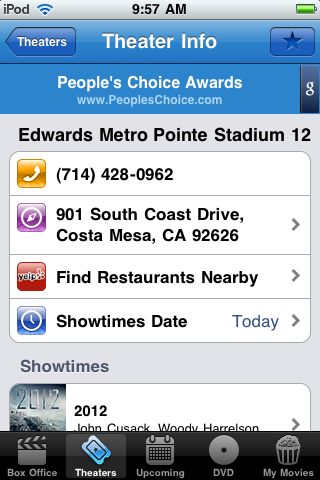 iPod 9:57 AM
Theaters Theater Info
People's Choice Awards
www.PeoplesChoice.com
g
Edwards Metro Pointe Stadium 12
(714) 428-0962
901 South Coast Drive,
Costa Mesa, CA 92626
yelp
Find Restaurants Nearby
Showtimes Date Today
Showtimes
2012
2012
John Cusack, Woody Harrelson
Box Office Theaters Upcoming DVD My Movies